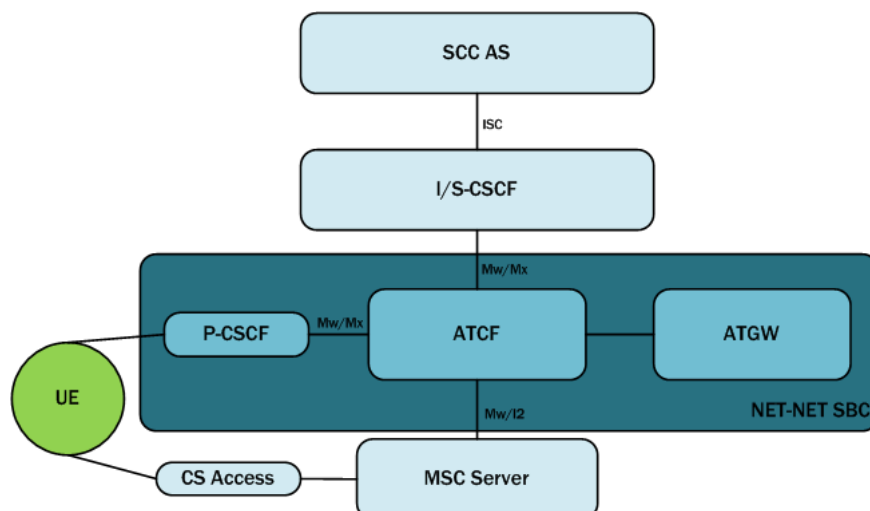 SCC AS
ISC
I/S-CSCF
Mw/Mx
P-CSCF
Mw/Mx
ATCF
ATGW
UE
NET-NET SBC
Mw/I2
CS Access
MSC Server